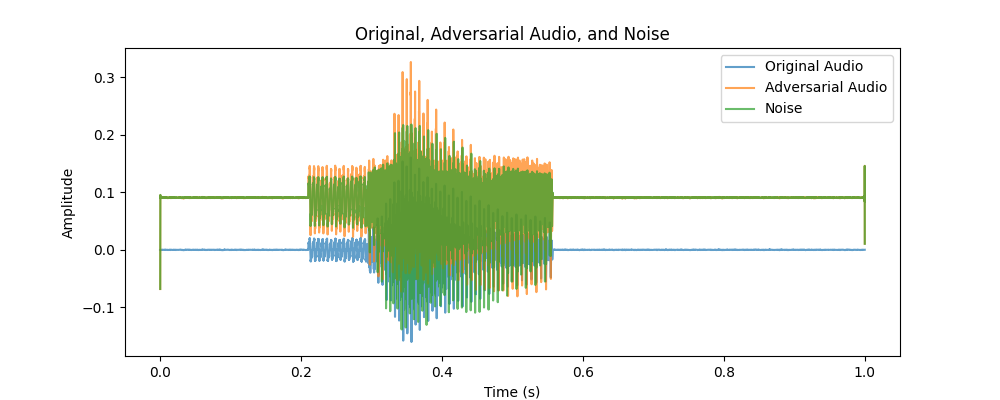 Original, Adversarial Audio, and Noise
Original Audio
Adversarial Audio
Noise
Amplitude
0.3
0.2
0.1
0.0
−0.1
0.0
0.2
0.4
0.6
0.8
1.0
Time (s)